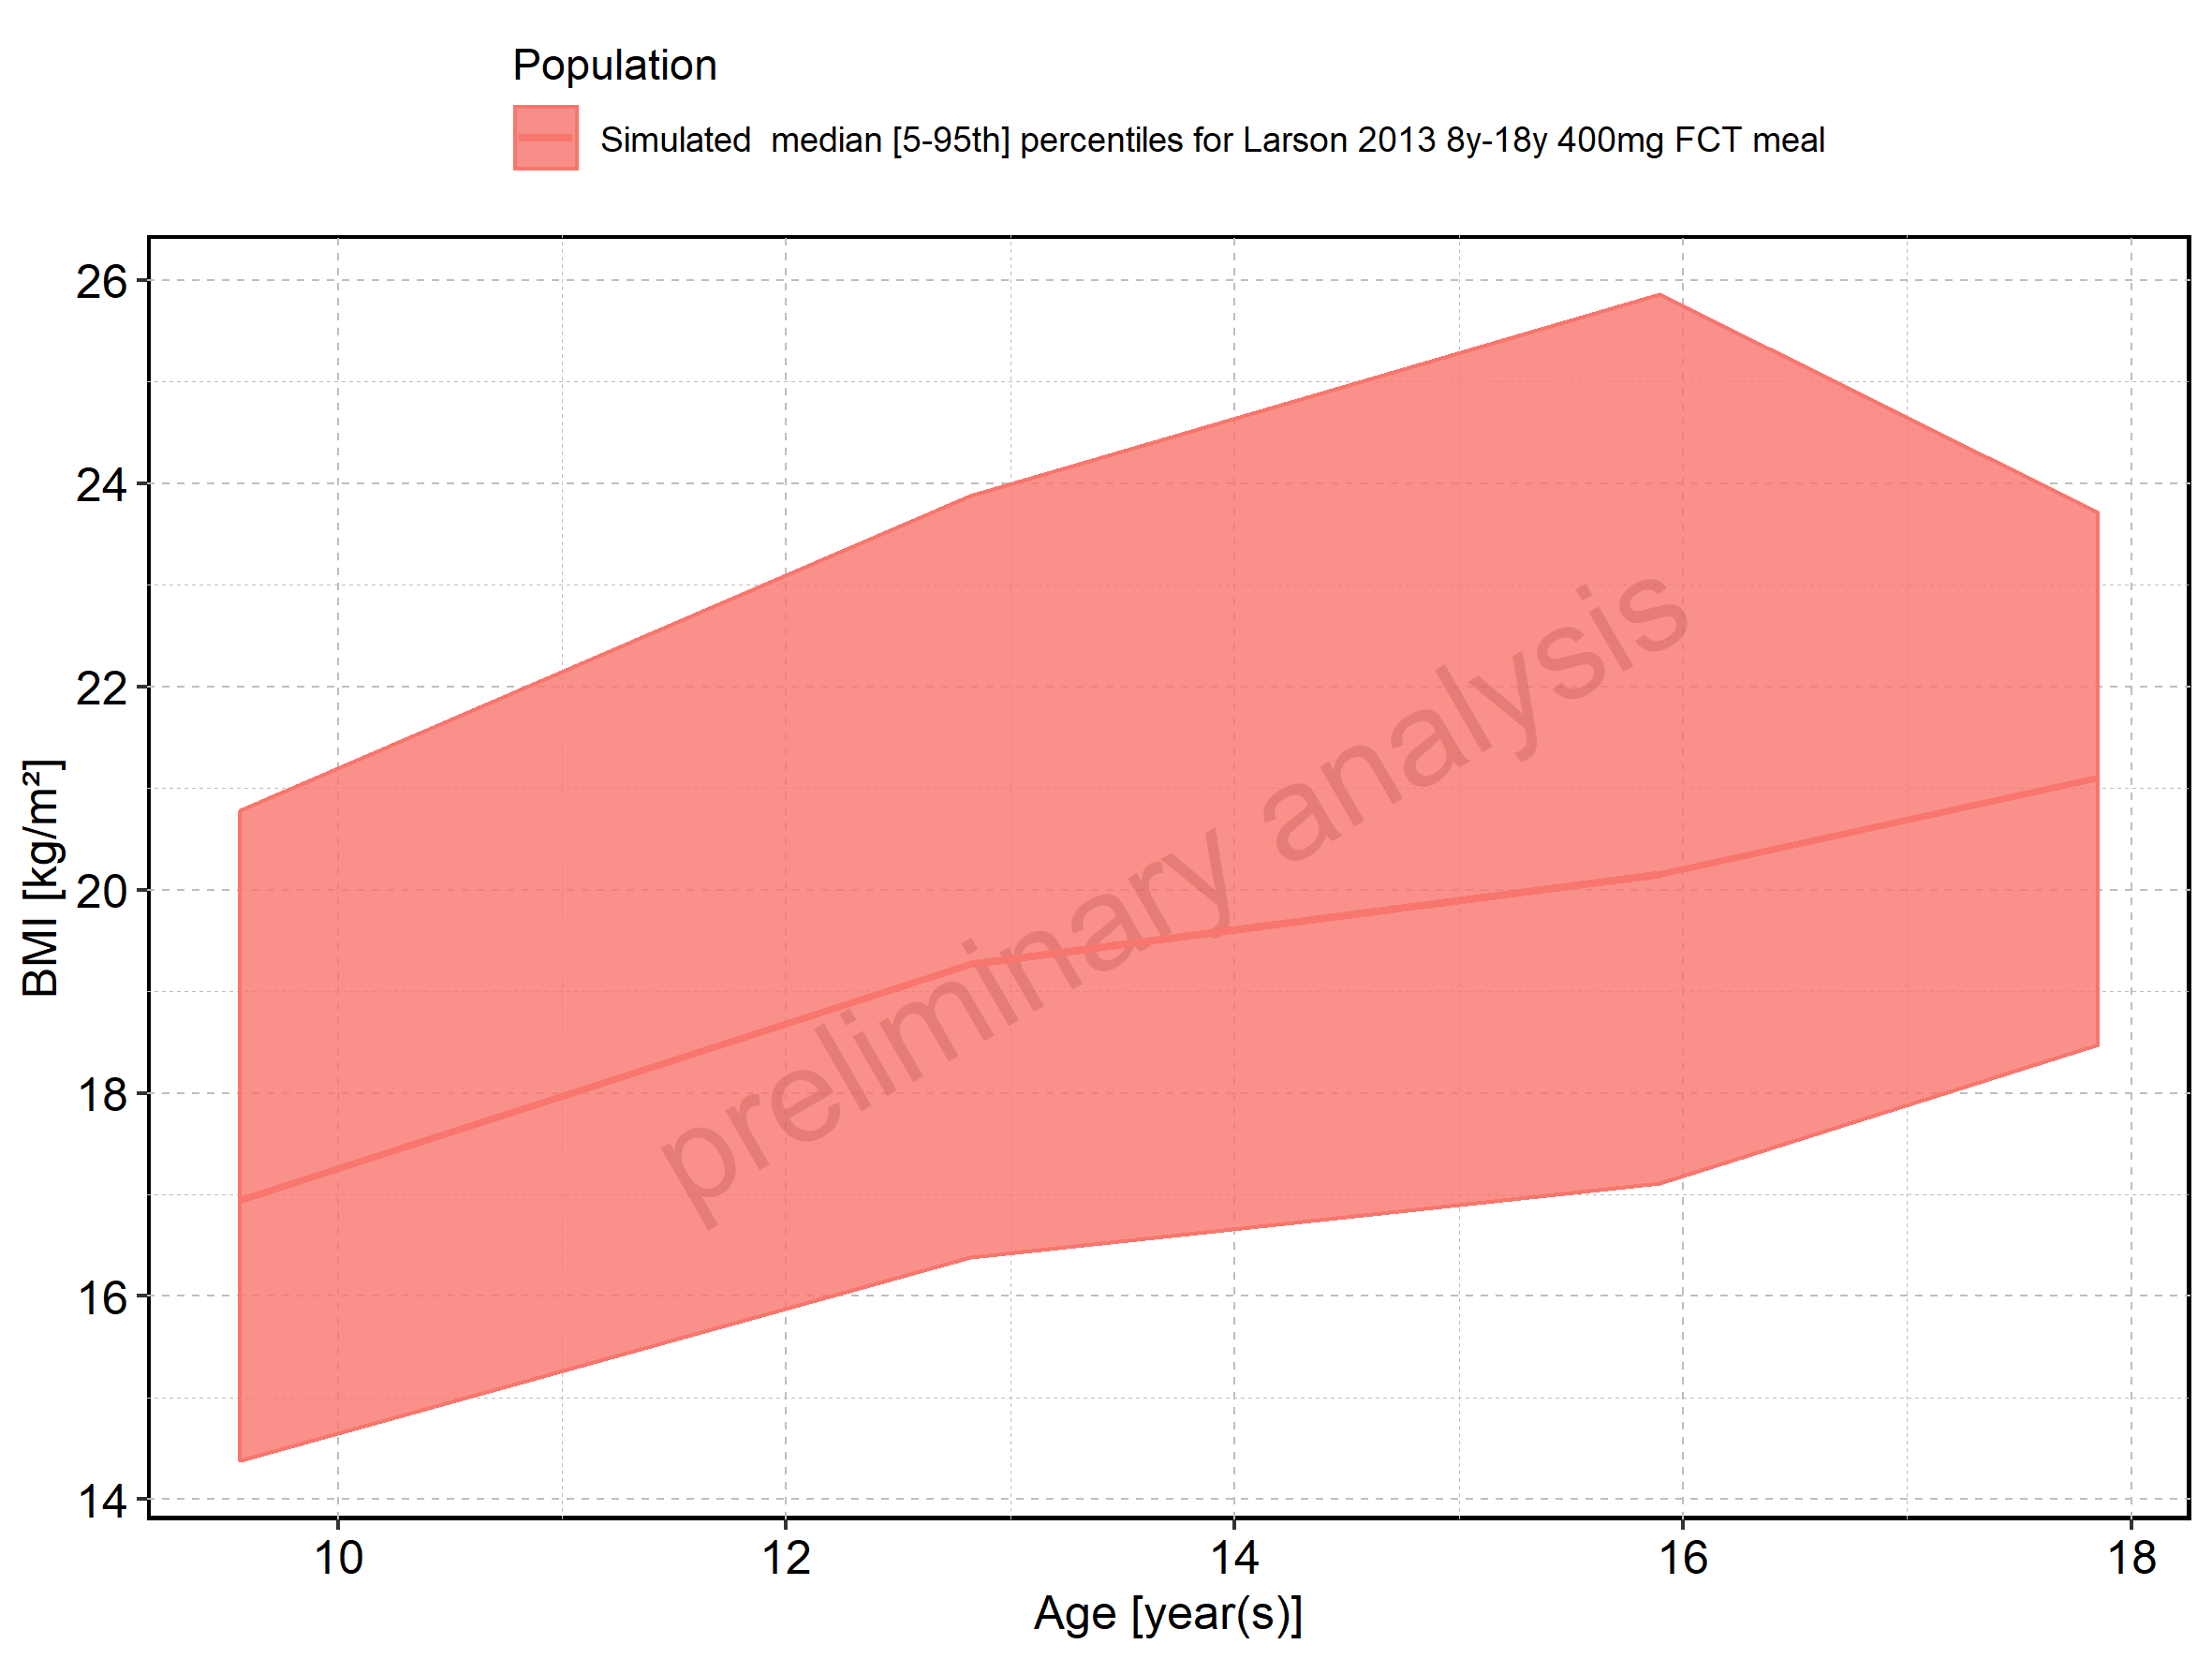 Population
Simulated  median [5-95th] percentiles for Larson 2013 8y-18y 400mg FCT meal
26
24
22
20
18
16
14
BMI [kg/m²]
preliminary analysis
10 12 14 16 18
Age [year(s)]